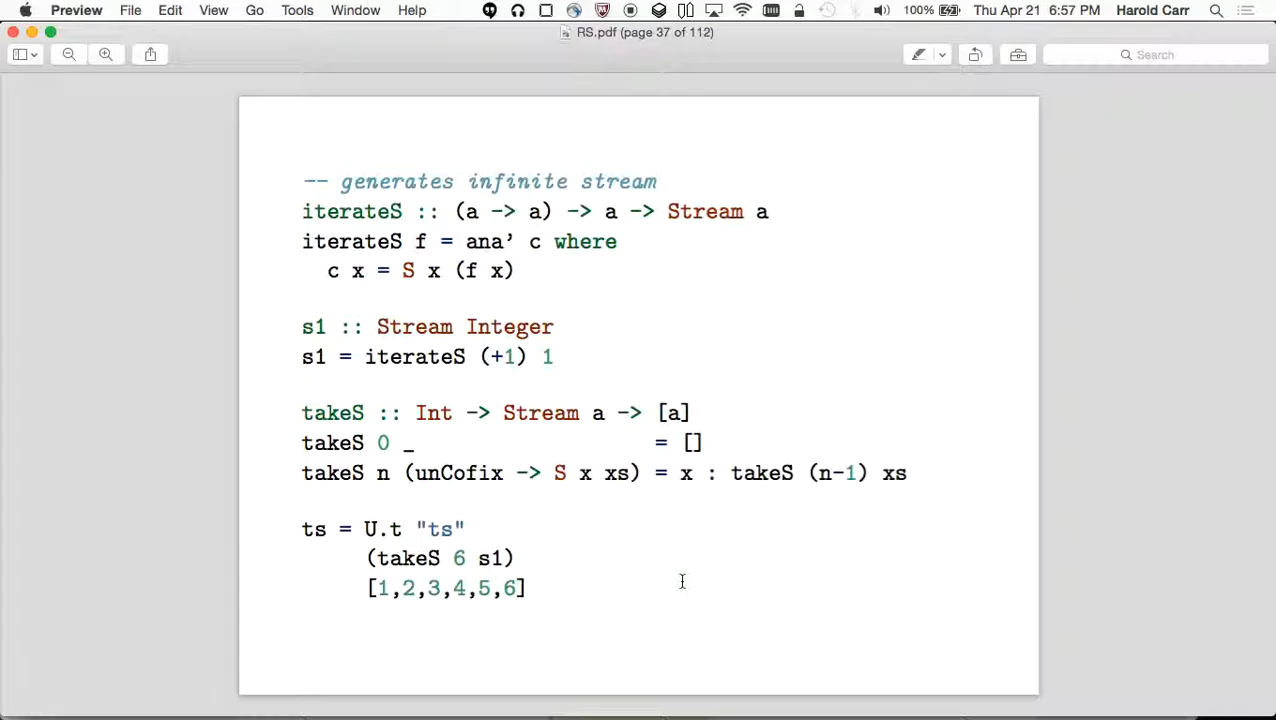 Preview File Edit View Go Tools Window Help 100% Thu Apr 21 6:57 PM Harold Carr
RS.pdf (page 37 of 112)
Search
-- generates infinite stream
iterateS :: (a -> a) -> a -> Stream a
iterateS f = ana’ c where
c x = S x (f x)
s1 :: Stream Integer
s1 = iterateS (+1) 1
takeS :: Int -> Stream a -> [a]
takeS 0 _ = []
takeS n (unCofix -> S x xs) = x : takeS (n-1) xs
ts = U.t "ts"
(takeS 6 s1)
[1,2,3,4,5,6]